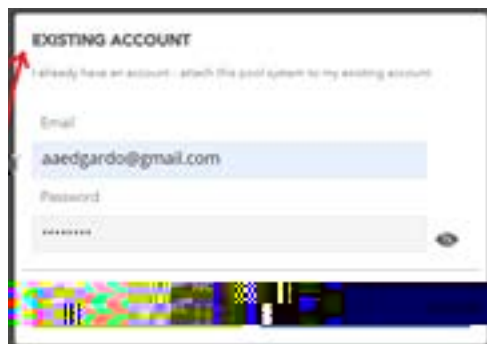 EXISTING ACCOUNT
I already have an account - attach this pool system to my existing account
Email
aaedgardo@gmail.com
Password
********